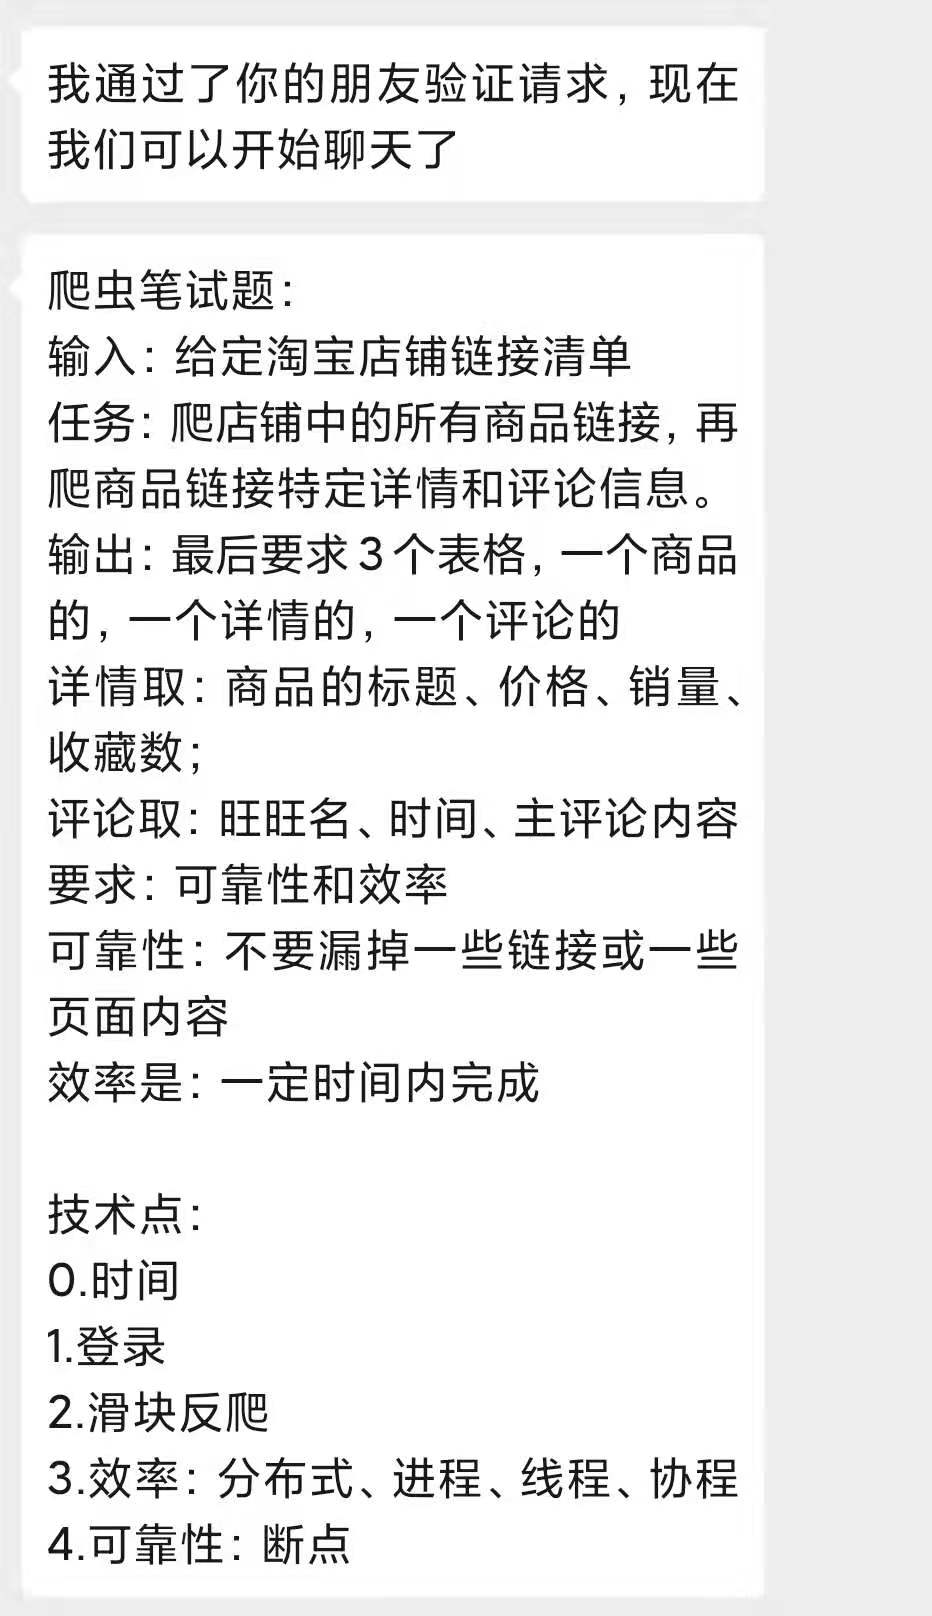 我通过了你的朋友验证请求，现在
我们可以开始聊天了
爬虫笔试题：
输入：给定淘宝店铺链接清单
任务：爬店铺中的所有商品链接，再
爬商品链接特定详情和评论信息。
输出：最后要求3个表格，一个商品
的，一个详情的，一个评论的
详情取：商品的标题、价格、销量、
收藏数；
评论取：旺旺名、时间、主评论内容
要求：可靠性和效率
可靠性：不要漏掉一些链接或一些
页面内容
效率是：一定时间内完成
技术点：
0.时间
1.登录
2.滑块反爬
3.效率：分布式、进程、线程、协程
4.可靠性：断点